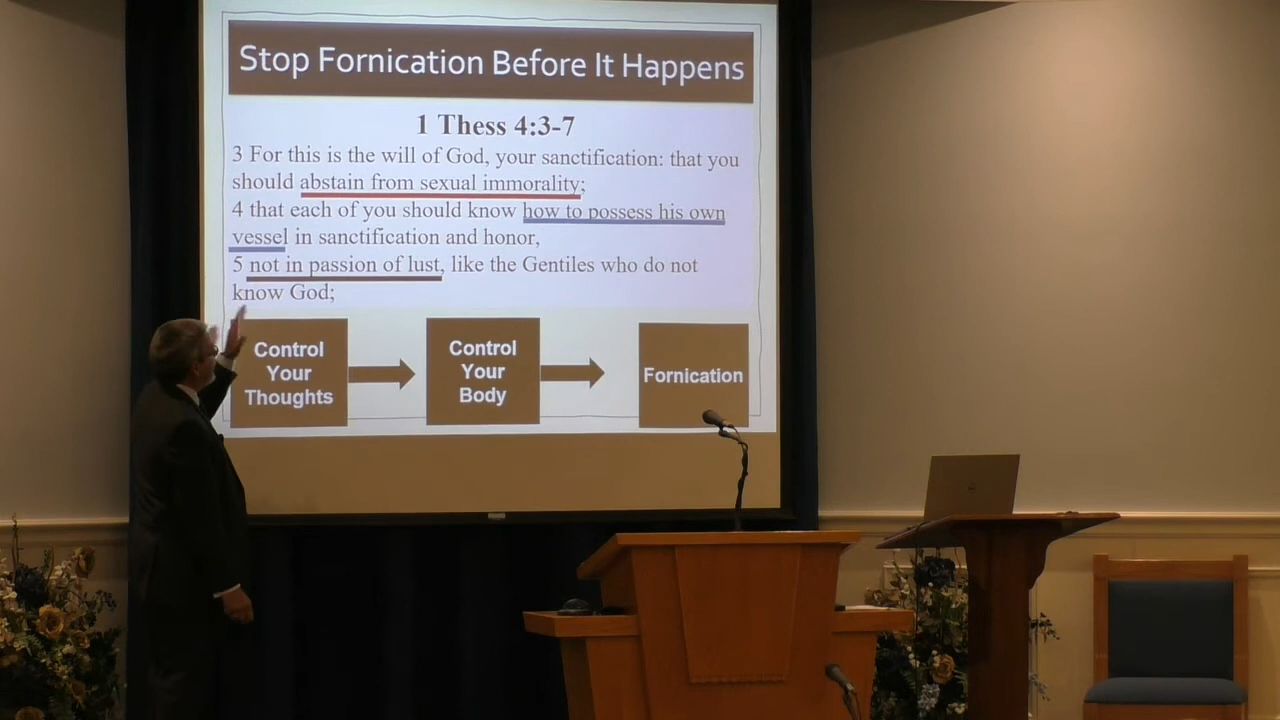 Stop Fornication Before It Happens
1 Thess 4:3-7
3 For this is the will of God, your sanctification: that you
should abstain from sexual immorality;
4 that each of you should know how to possess his own
vessel in sanctification and honor,
5 not in passion of lust, like the Gentiles who do not
know God;
Control
Your
Thoughts
Control
Your
Body
Fornication